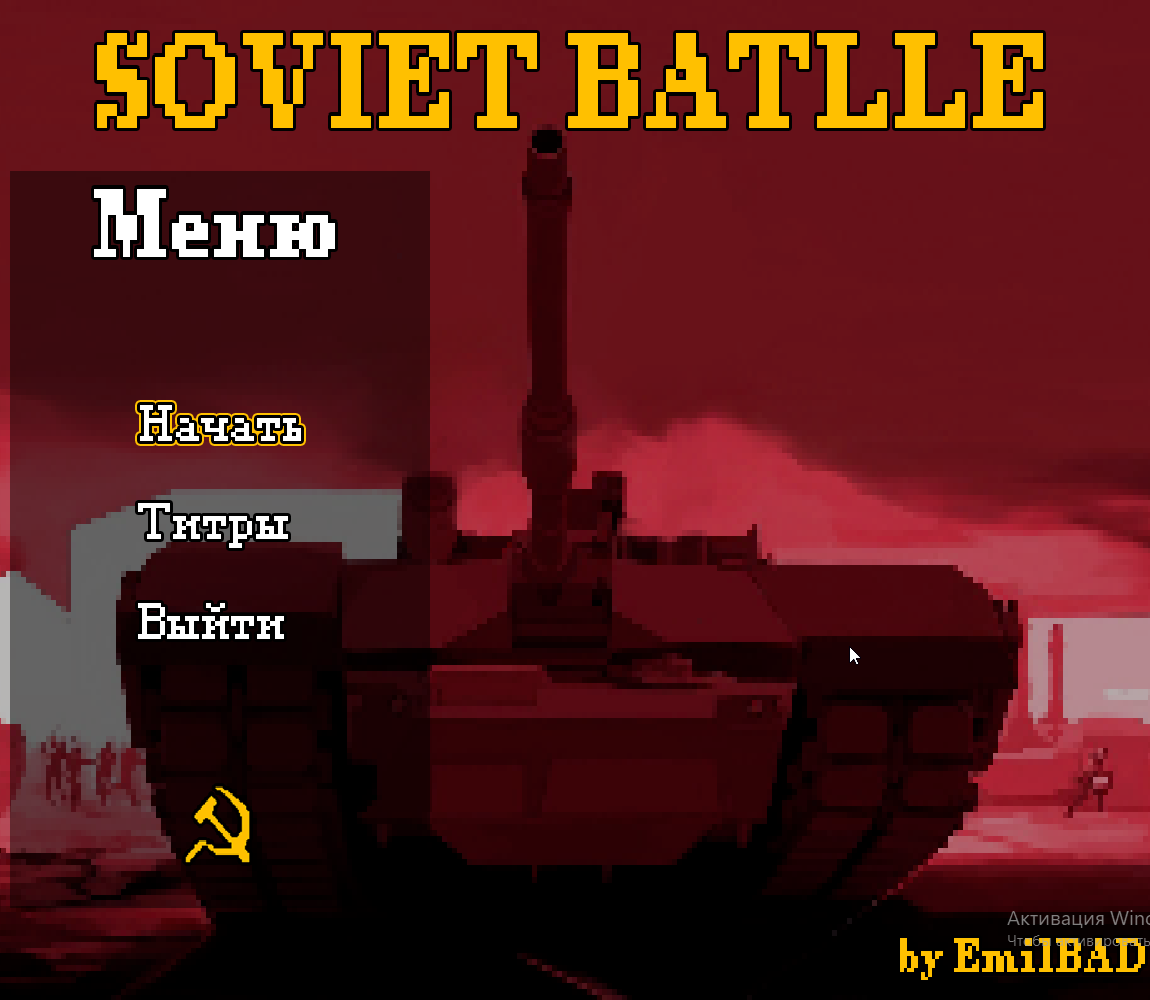 SOVIET BATLLE
Меню
Начать
Титры
Выйти
Активация Wind
by EmilBAD